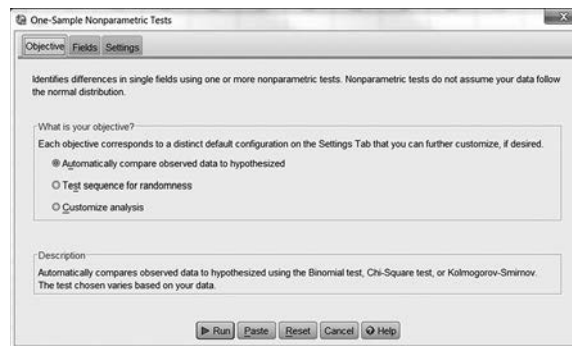 One-Sample Nonparametric Tests
Objective Fields Settings
Identifies differences in single fields using one or more nonparametric tests. Nonparametric tests do not assume your data follow
the normal distribution.
What is your objective?
Each objective corresponds to a distinct default configuration on the Settings Tab that you can further customize, if desired.
Automatically compare observed data to hypothesized
Test sequence for randomness
Customize analysis
Description
Automatically compares observed data to hypothesized using the Binomial test, Chi-Square test, or Kolmogorov-Smirnov.
The test chosen varies based on your data.
Run Paste Reset Cancel Help